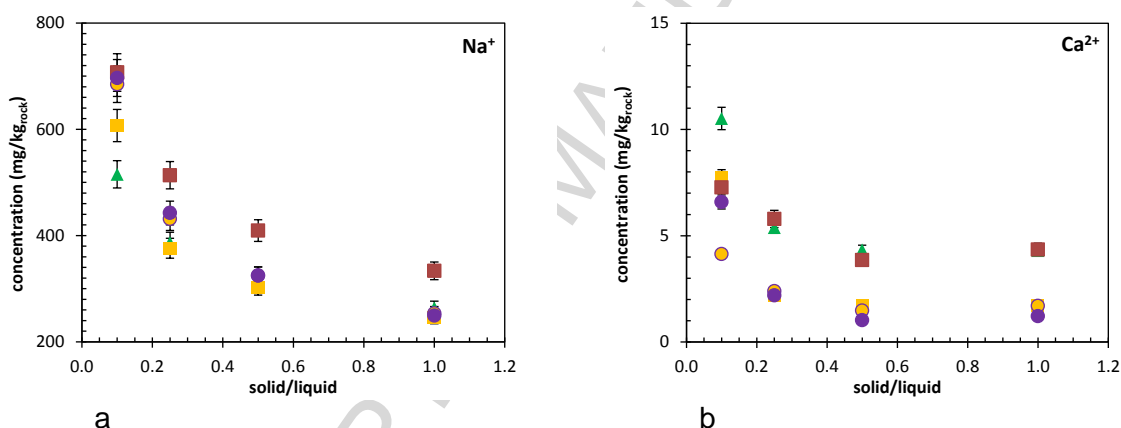 800
600
400
200
concentration (mg/kgrock)
Na+
0.0 0.2 0.4 0.6 0.8 1.0 1.2
solid/liquid
a
15
10
5
0
concentration (mg/kgrock)
Ca2+
0.0 0.2 0.4 0.6 0.8 1.0 1.2
solid/liquid
b